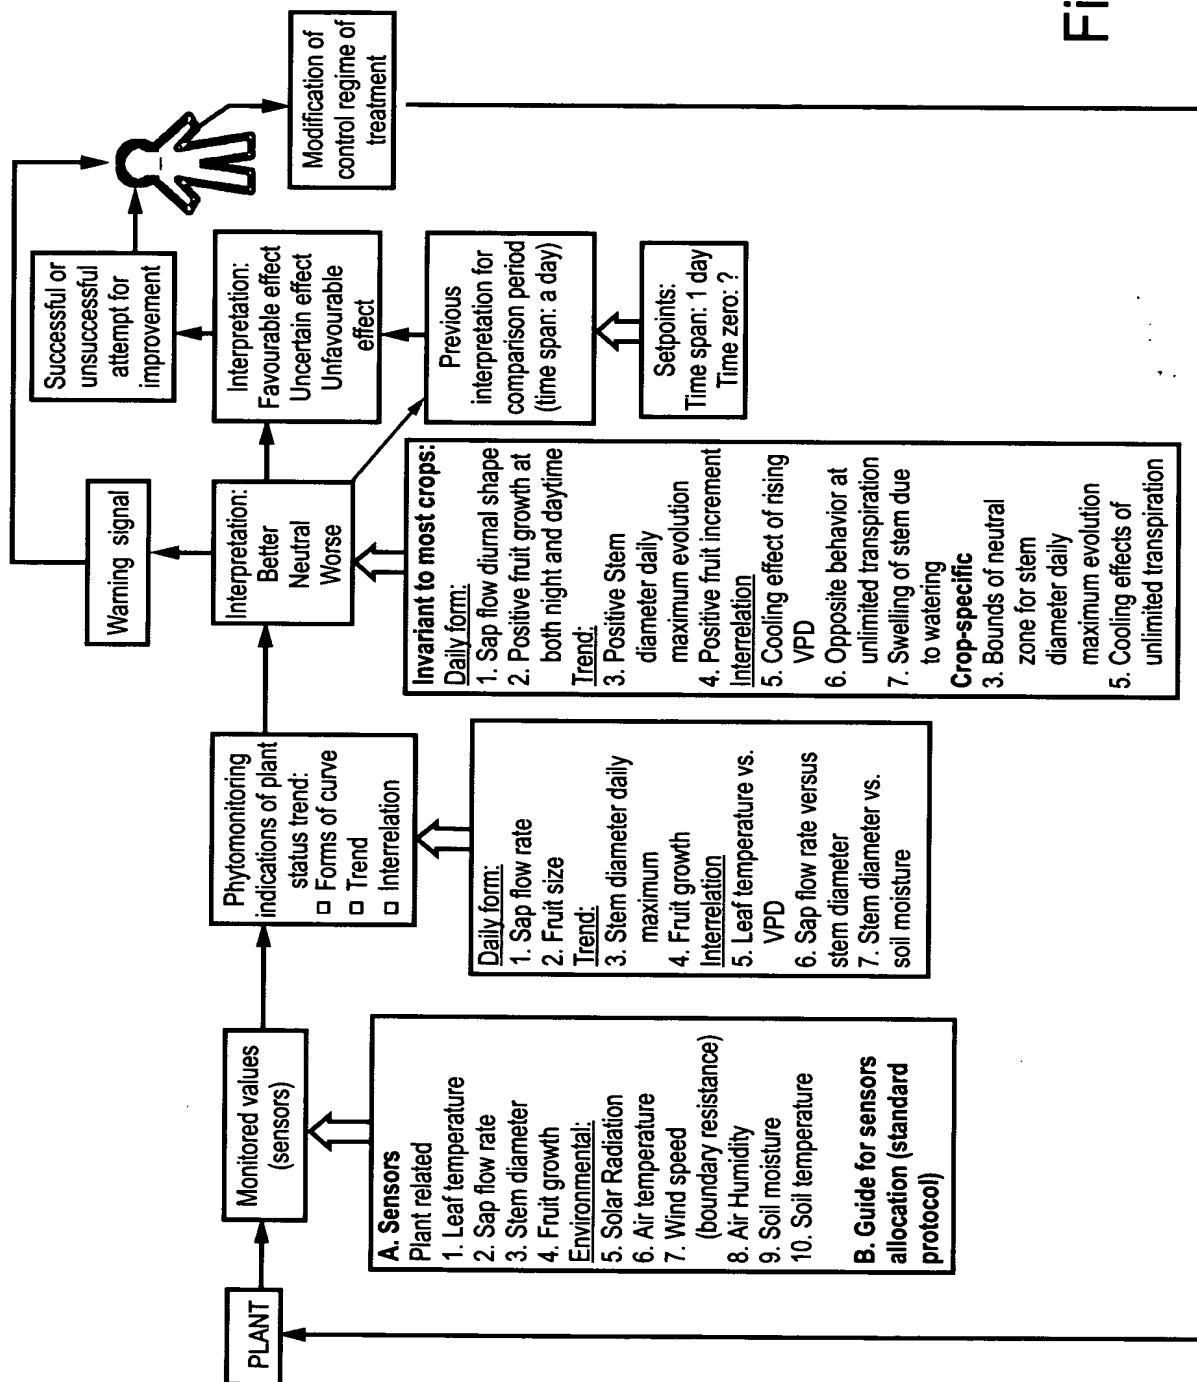 PLANT
Monitored values
(sensors)
A. Sensors
Plant related
1. Leaf temperature
2. Sap flow rate
3. Stem diameter
4. Fruit growth
Environmental:
5. Solar Radiation
6. Air temperature
7. Wind speed
(boundary resistance)
8. Air Humidity
9. Soil moisture
10. Soil temperature
B. Guide for sensors
allocation (standard
protocol)
Phytomonitoring
indications of plant
status trend:
Forms of curve
Trend
Interrelation
Daily form:
1. Sap flow rate
2. Fruit size
Trend:
3. Stem diameter daily
maximum
4. Fruit growth
Interrelation
5. Leaf temperature vs.
VPD
6. Sap flow rate versus
stem diameter
7. Stem diameter vs.
soil moisture
Warning signal
Interpretation:
Better
Neutral
Worse
Invariant to most crops:
Daily form:
1. Sap flow diurnal shape
2. Positive fruit growth at
both night and daytime
Trend:
3. Positive Stem
diameter daily
maximum evolution
4. Positive fruit increment
Interrelation
5. Cooling effect of rising
VPD
6. Opposite behavior at
unlimited transpiration
7. Swelling of stem due
to watering
Crop-specific
3. Bounds of neutral
zone for stem
diameter daily
maximum evolution
5. Cooling effects of
unlimited transpiration
Successful or
unsuccessful
attempt for
improvement
Interpretation:
Favourable effect
Uncertain effect
Unfavourable
effect
Previous
interpretation for
comparison period
(time span: a day)
Setpoints:
Time span: 1 day
Time zero: ?
Modification of
control regime of
treatment
Fi